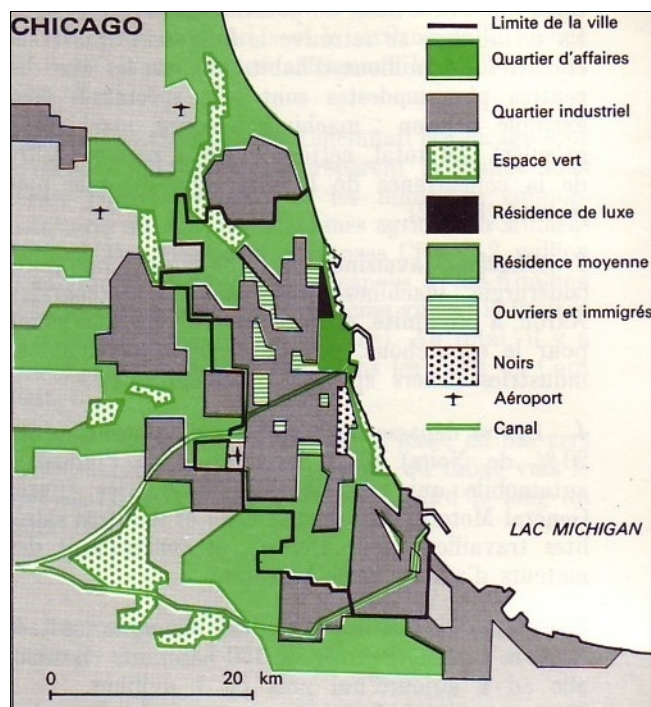 CHICAGO
Limite de la ville
Quartier d'affaires
Quartier industriel
Espace vert
Résidence de luxe
Résidence moyenne
Ouvriers et immigrés
Noirs
Aéroport
Canal
LAC MICHIGAN
0 20 km